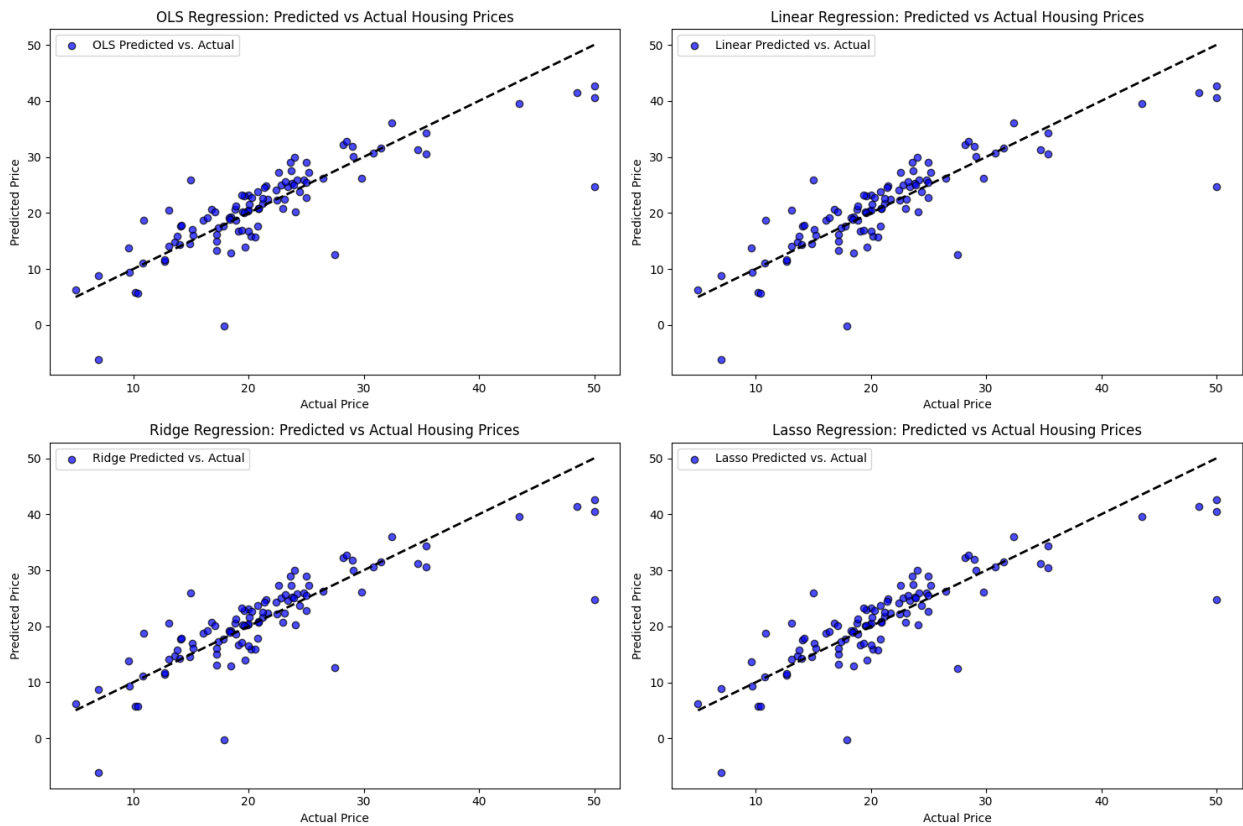 OLS Regression: Predicted vs Actual Housing Prices
OLS Predicted vs. Actual
50
40
30
20
10
0
Predicted Price
10
20
30
40
50
Actual Price
Linear Regression: Predicted vs Actual Housing Prices
Linear Predicted vs. Actual
50
40
30
20
10
0
Predicted Price
10
20
30
40
50
Actual Price
Ridge Regression: Predicted vs Actual Housing Prices
Ridge Predicted vs. Actual
50
40
30
20
10
0
Predicted Price
10
20
30
40
50
Actual Price
Lasso Regression: Predicted vs Actual Housing Prices
Lasso Predicted vs. Actual
50
40
30
20
10
0
Predicted Price
10
20
30
40
50
Actual Price